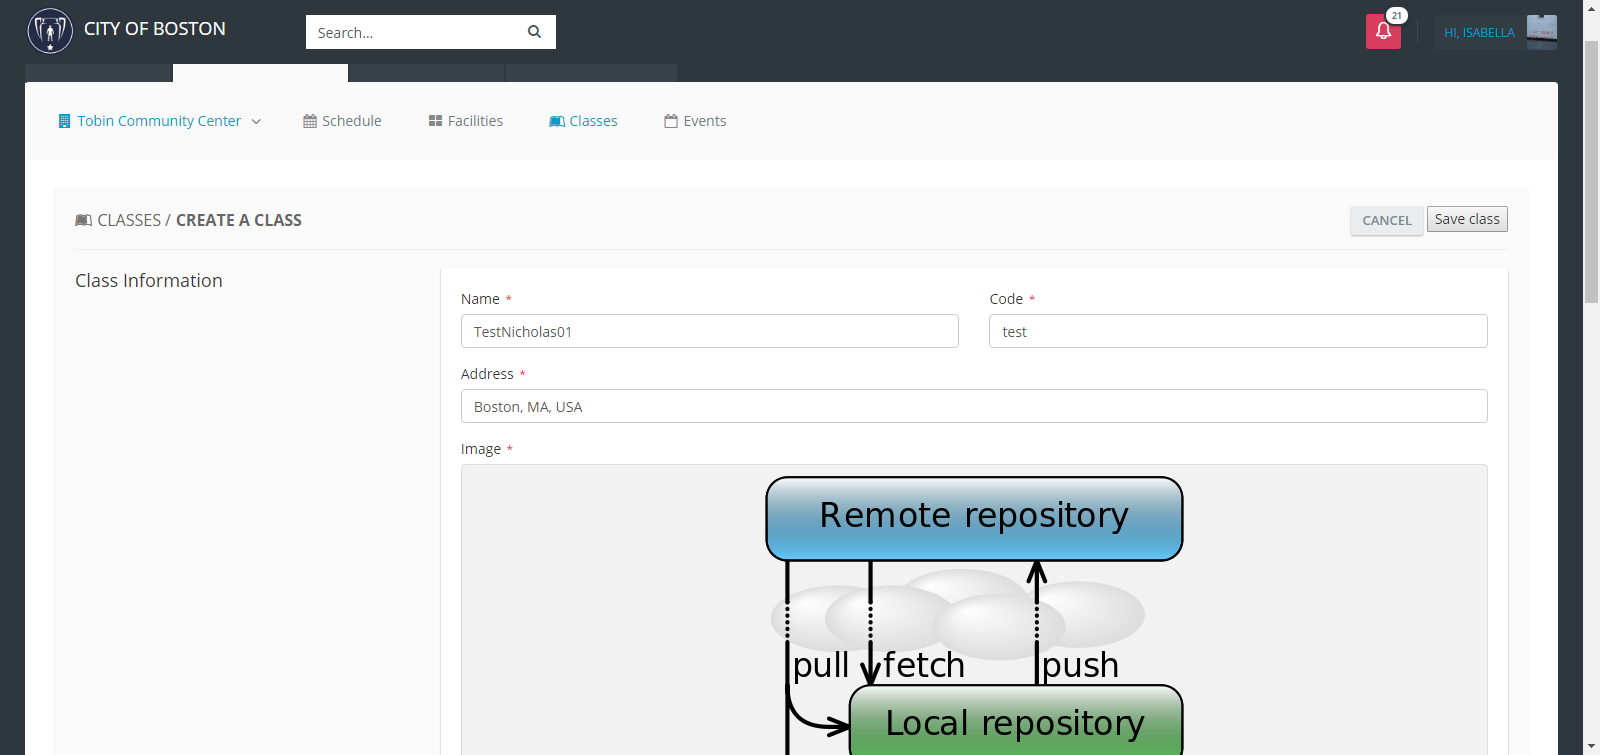 CITY OF BOSTON
Search...
21
HI, ISABELLA
Tobin Community Center
Schedule
Facilities
Classes
Events
CLASSES / CREATE A CLASS
CANCEL
Save class
Class Information
Name *
Code *
TestNicholas01
test
Address *
Boston, MA, USA
Image *
Remote repository
pull
fetch
push
Local repository